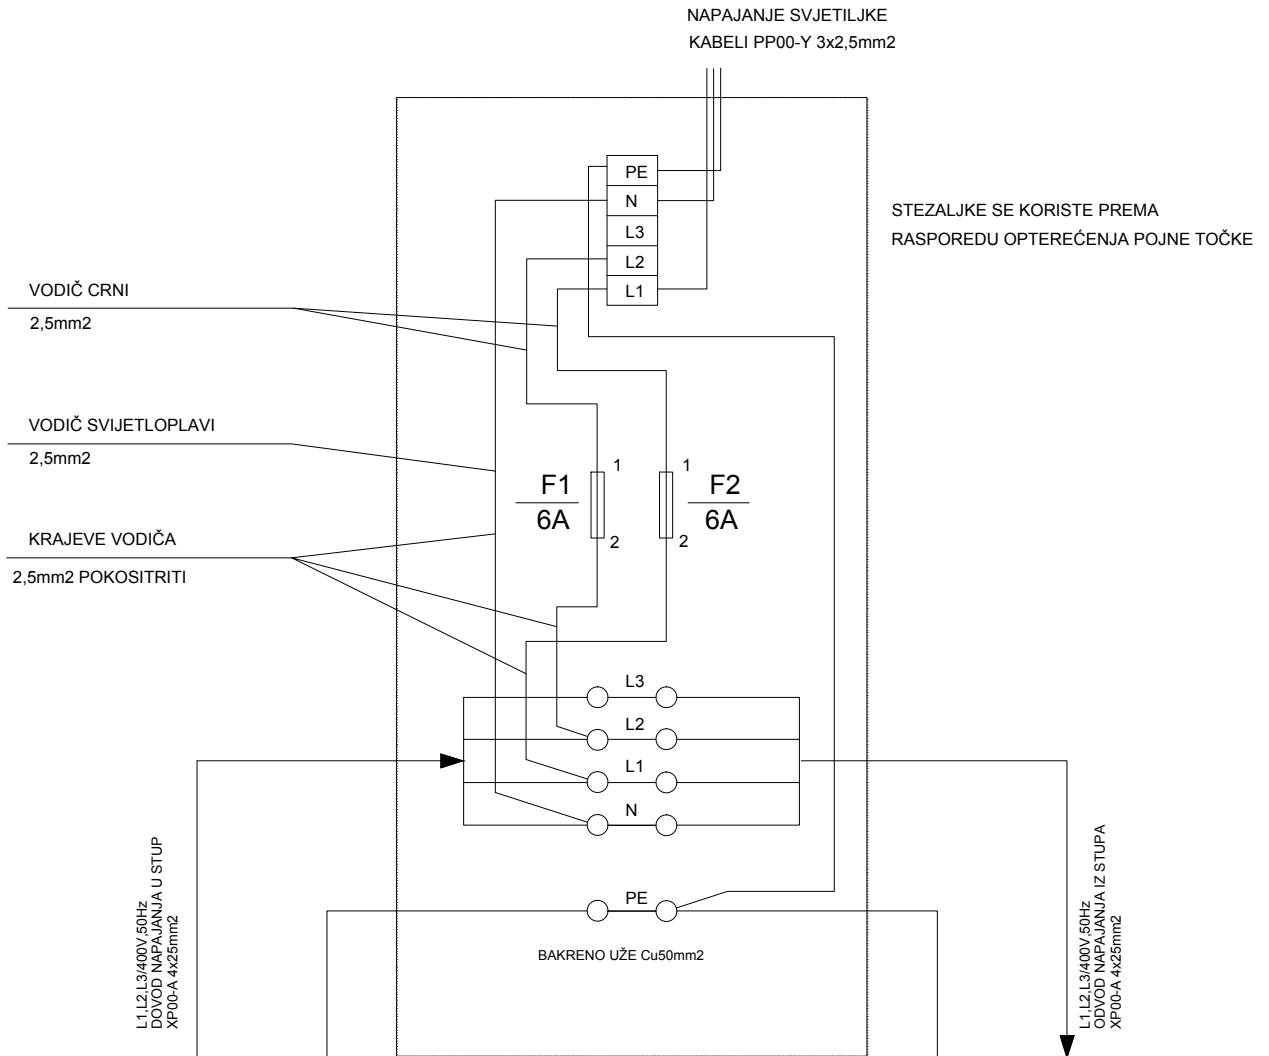 NAPAJANJE SVJETILJKE
KABELI PP00-Y 3x2,5mm2
PE
N
L3
L2
L1
STEZALJKE SE KORISTE PREMA
RASPOREDU OPTEREĆENJA POJNE TOČKE
VODIČ CRNI
2,5mm2
VODIČ SVIJETLOPLAVI
2,5mm2
KRAJEVE VODIČA
2,5mm2 POKOSITRITI
F1
6A
1
2
1
2
F2
6A
L3
L2
L1
N
PE
BAKRENO UŽE Cu50mm2
L1,L2,L3/400V,50Hz
DOVOD NAPAJANJA U STUP
XP00-A 4x25mm2
L1,L2,L3/400V,50Hz
ODVOD NAPAJANJA IZ STUPA
XP00-A 4x25mm2